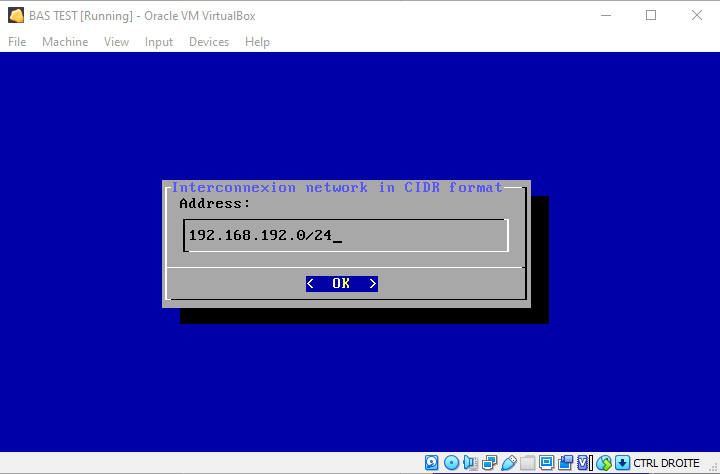 BAS TEST [Running] - Oracle VM VirtualBox
File Machine View Input Devices Help
Interconnexion network in CIDR format
Address:
192.168.192.0/24_
< OK >
CTRL DROITE